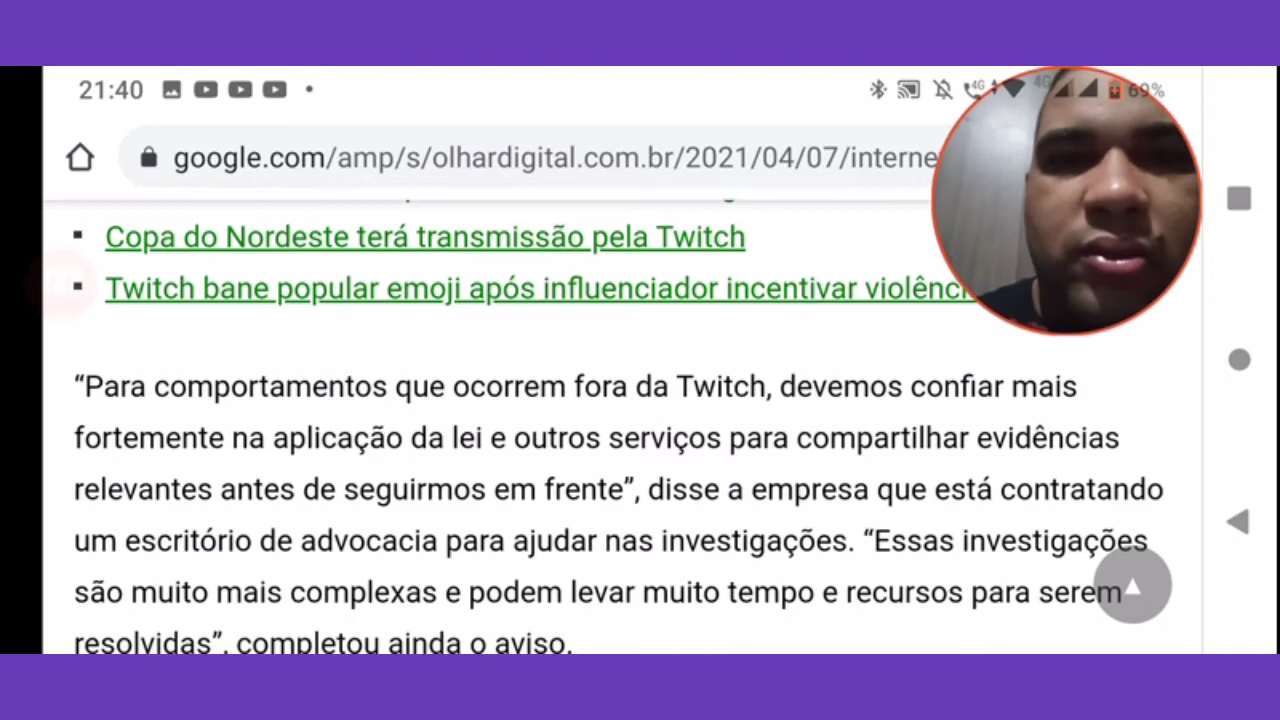 21:40
4G
4G
69%
google.com/amp/s/olhardigital.com.br/2021/04/07/interne
Copa do Nordeste terá transmissão pela Twitch
Twitch bane popular emoji após influenciador incentivar violênci
“Para comportamentos que ocorrem fora da Twitch, devemos confiar mais
fortemente na aplicação da lei e outros serviços para compartilhar evidências
relevantes antes de seguirmos em frente”, disse a empresa que está contratando
um escritório de advocacia para ajudar nas investigações. “Essas investigações
são muito mais complexas e podem levar muito tempo e recursos para serem
resolvidas”, completou ainda o aviso.